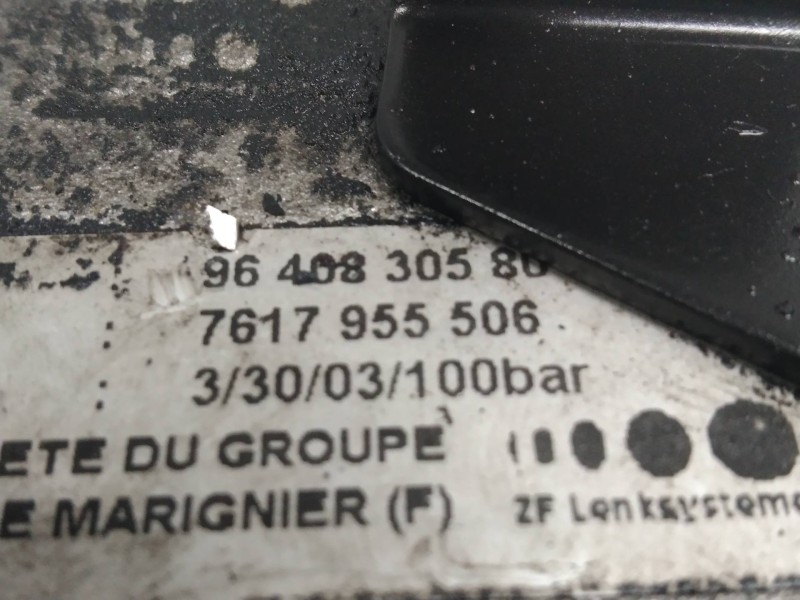 96 408 305 80
: 7617 955 506
: 3/30/03/100bar
ETE DU GROUPE
E MARIGNIER (F)
ZF Lenksysteme